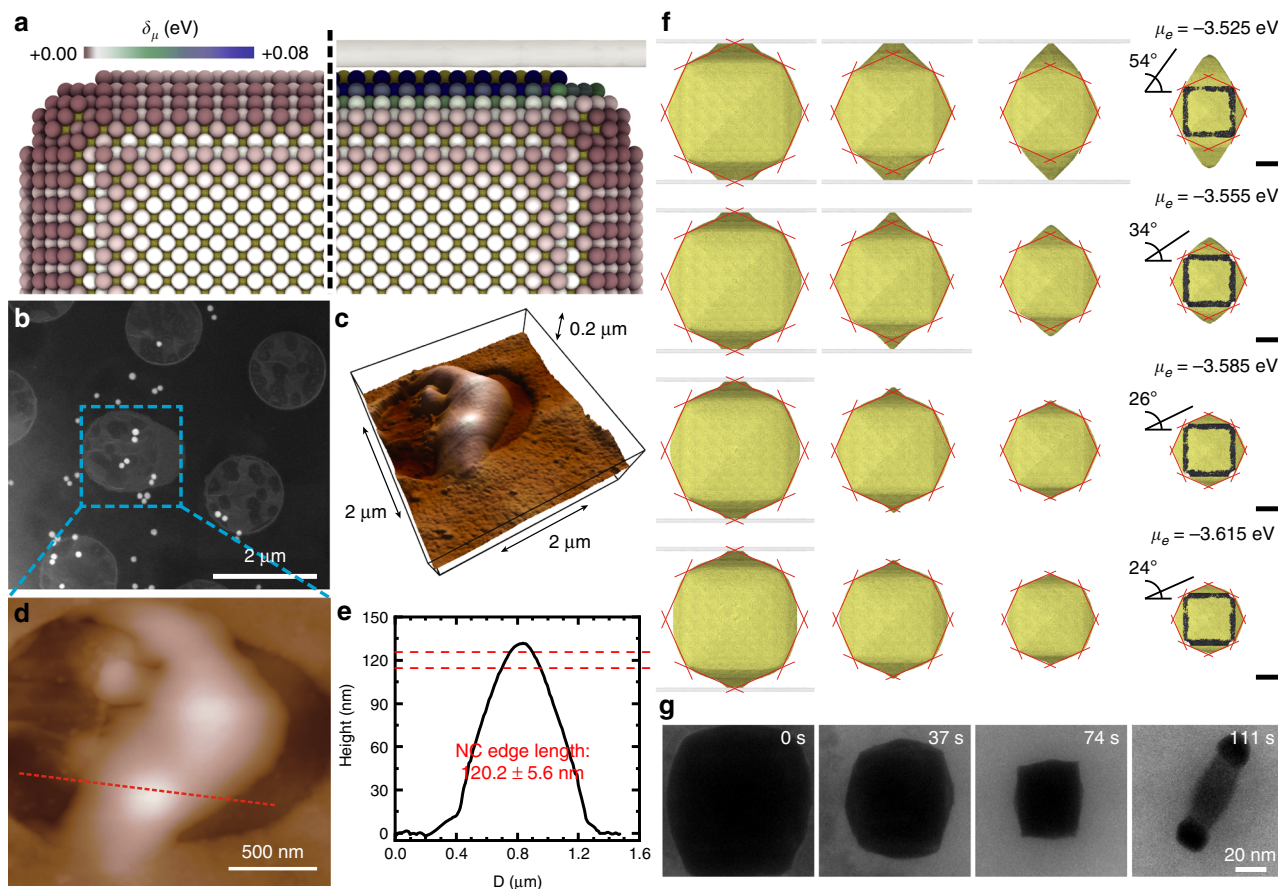 a
δμ (eV)
+0.00
+0.08
b
2 μm
c
0.2 μm
2 μm
2 μm
d
500 nm
e
150
120
90
60
30
0
Height (nm)
NC edge length:
120.2 ± 5.6 nm
0.0
0.4
0.8
1.2
1.6
D (μm)
f
μe = −3.525 eV
54°
μe = −3.555 eV
34°
μe = −3.585 eV
26°
μe = −3.615 eV
24°
g
0 s
37 s
74 s
111 s
20 nm